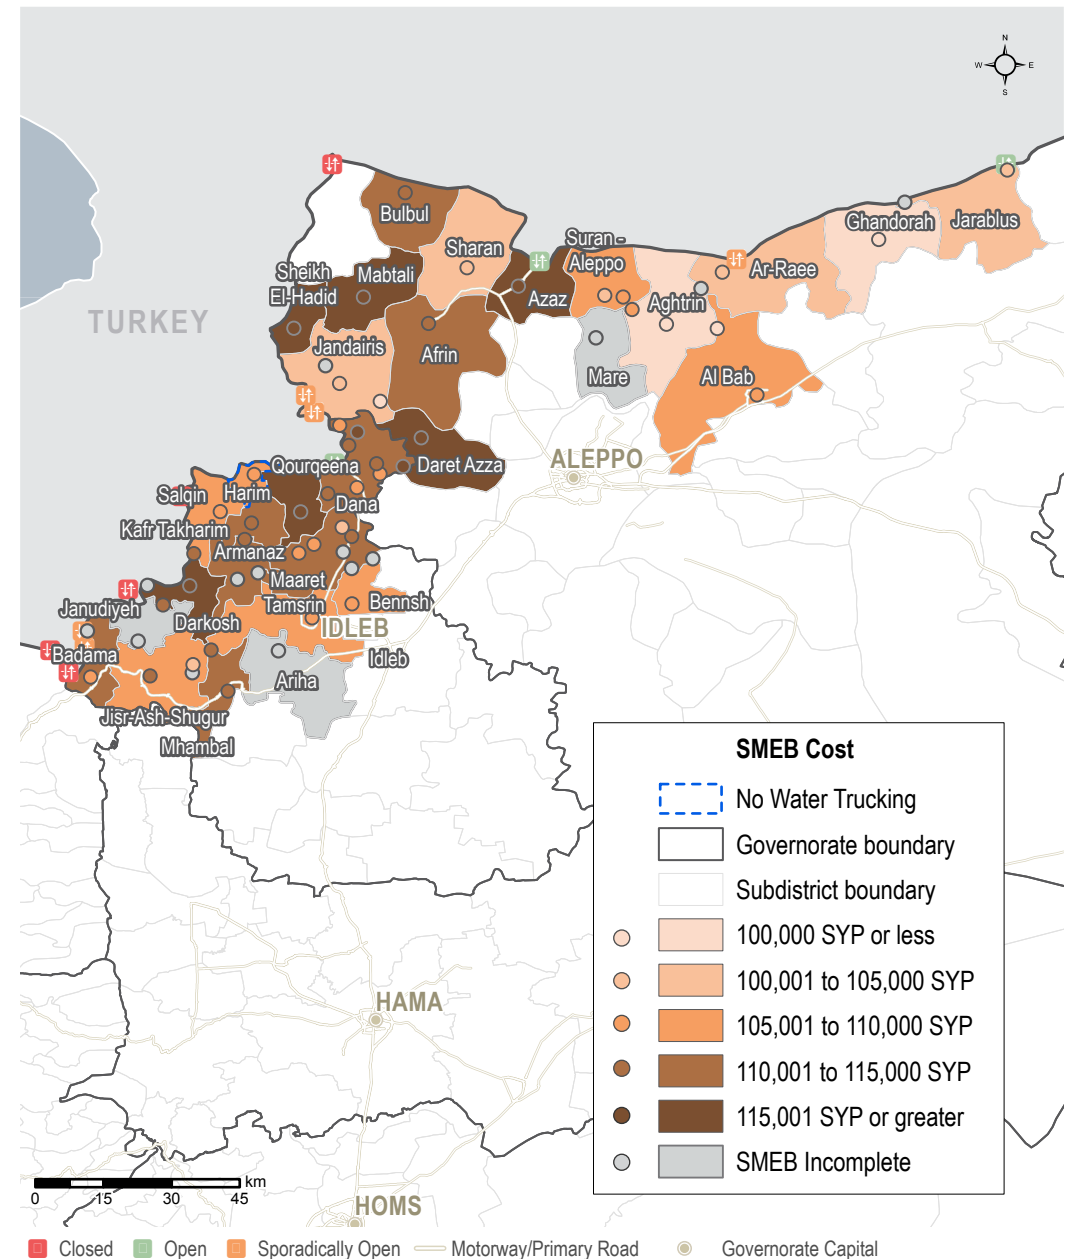 N
W
E
S
Bulbul
Sharan
Suran -
Aleppo
Ghandorah
Jarablus
Sheikh
El-Hadid
Mabtali
Azaz
Aghtrin
Ar-Raee
TURKEY
Jandairis
Afrin
Mare
Al Bab
Qourqeena
Daret Azza
ALEPPO
Salqin
Harim
Dana
Kafr Takharim
Armanaz
Maaret
Tamsrin
Bennsh
Janudiyeh
Darkosh
IDLEB
Idleb
Badama
Ariha
Jisr-Ash-Shugur
Mhambal
SMEB Cost
No Water Trucking
Governorate boundary
Subdistrict boundary
100,000 SYP or less
100,001 to 105,000 SYP
105,001 to 110,000 SYP
110,001 to 115,000 SYP
115,001 SYP or greater
SMEB Incomplete
HAMA
km
0 15 30 45
HOMS
Closed Open Sporadically Open Motorway/Primary Road Governorate Capital